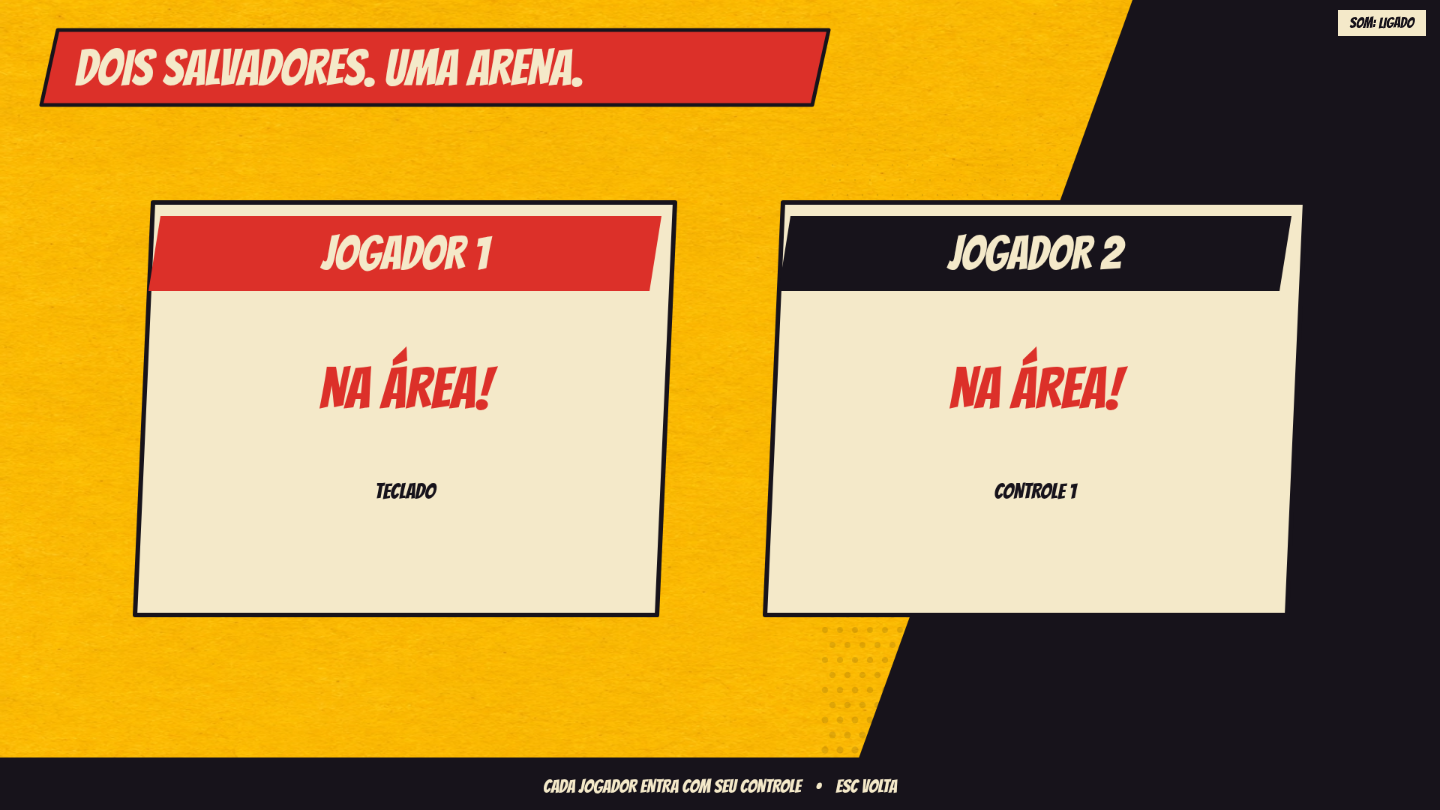 SOM: LIGADO
DOIS SALVADORES. UMA ARENA.
JOGADOR 1
NA ÁREA!
TECLADO
JOGADOR 2
NA ÁREA!
CONTROLE 1
CADA JOGADOR ENTRA COM SEU CONTROLE • ESC VOLTA